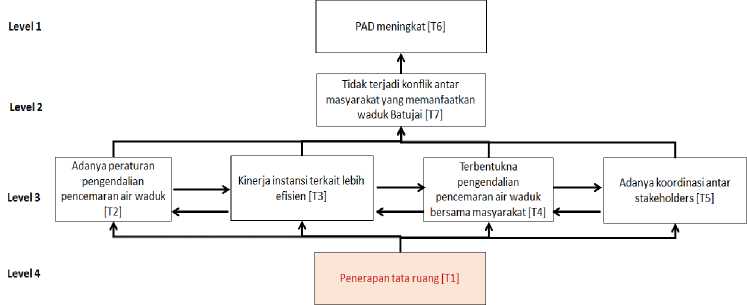 Level 1
PAD meningkat [T6]
Level 2
Tidak terjadi konflik antar
masyarakat yang memanfaatkan
waduk Batujai [T7]
Level 3
Adanya peraturan
pengendalian
pencemaran air waduk
[T2]
Kinerja instansi terkait lebih
efisien [T3]
Terbentukna
pengendalian
pencemaran air waduk
bersama masyarakat [T4]
Adanya koordinasi antar
stakeholders [T5]
Level 4
Penerapan tata ruang [T1]